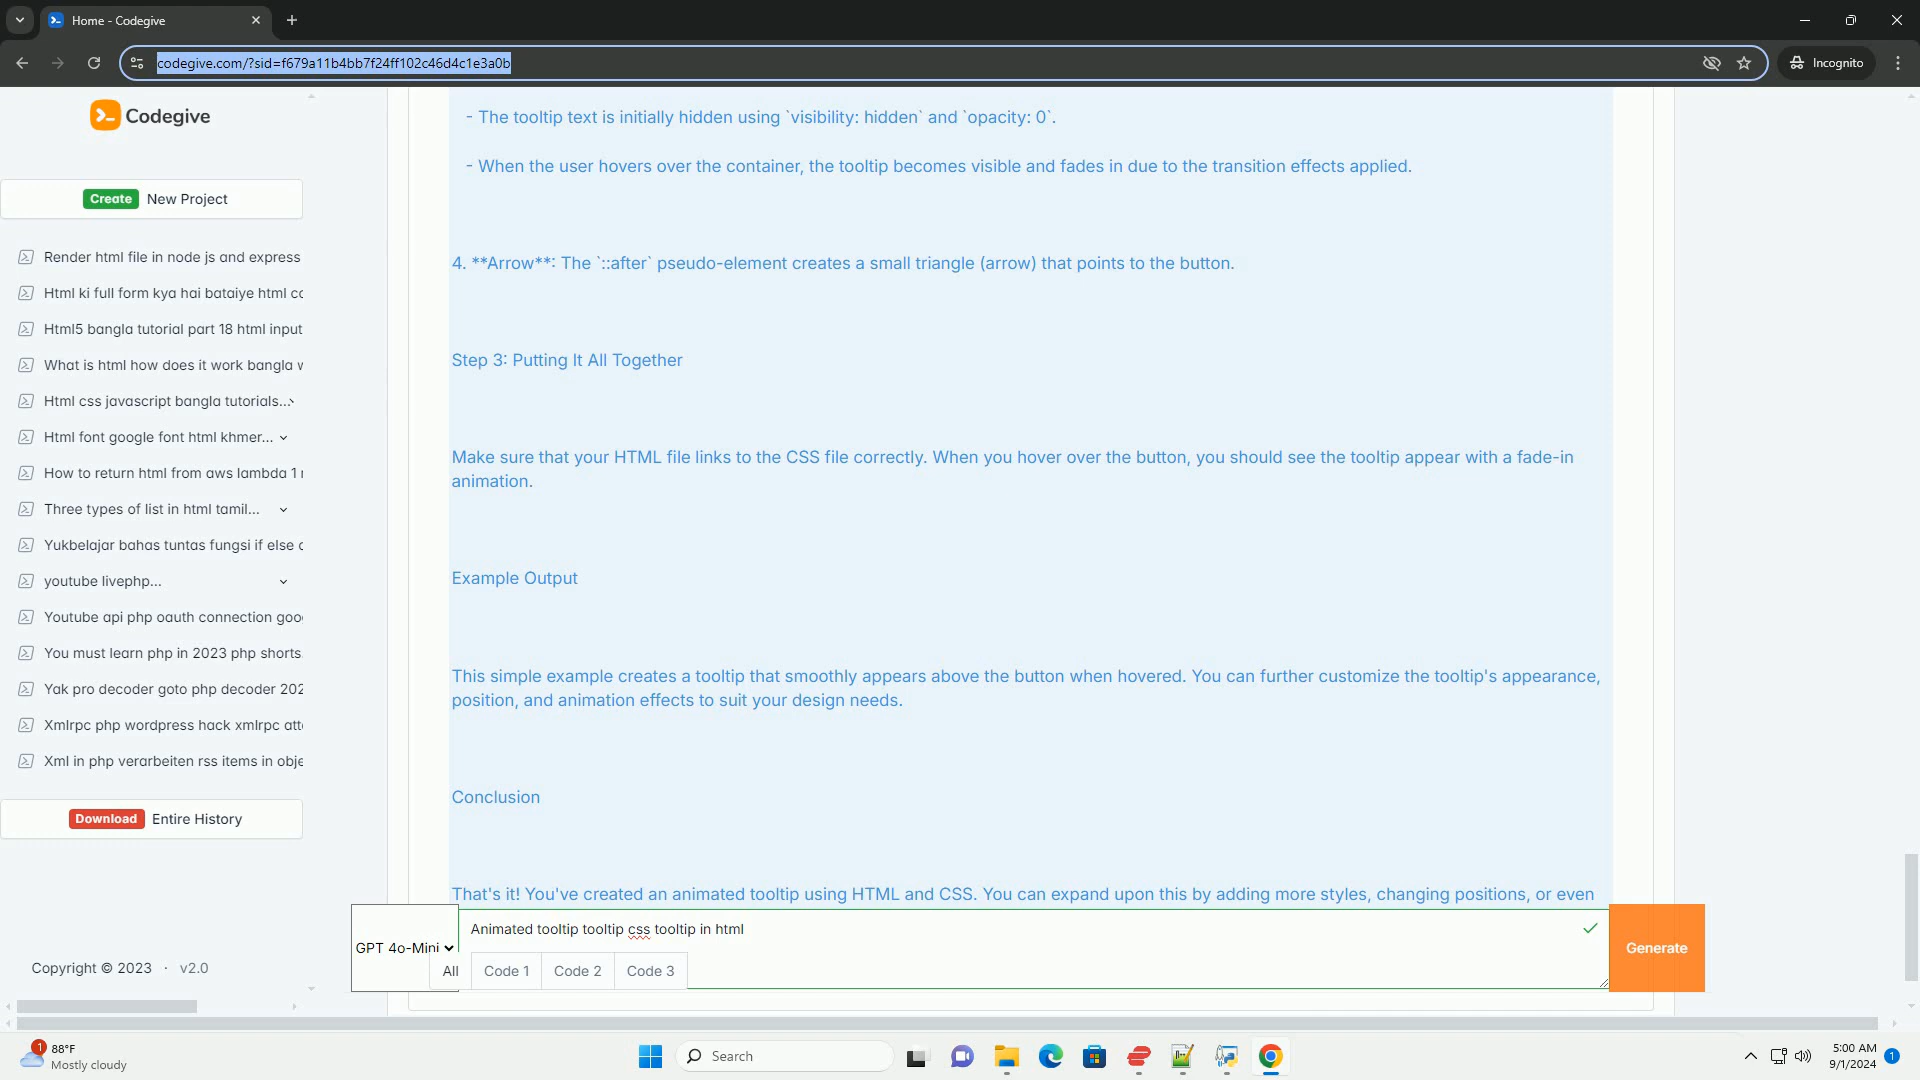 Home - Codegive
codegive.com/?sid=f679a11b4bb7f24ff102c46d4c1e3a0b
Incognito
Codegive
Create New Project
Render html file in node js and express
Html ki full form kya hai bataiye html cc
Html5 bangla tutorial part 18 html input
What is html how does it work bangla v
Html css javascript bangla tutorials...
Html font google font html khmer...
How to return html from aws lambda 1 r
Three types of list in html tamil...
Yukbelajar bahas tuntas fungsi if else c
youtube livephp...
Youtube api php oauth connection goo
You must learn php in 2023 php shorts
Yak pro decoder goto php decoder 202
Xmlrpc php wordpress hack xmlrpc att
Xml in php verarbeiten rss items in obje
Download Entire History
Copyright © 2023 · v2.0
- The tooltip text is initially hidden using `visibility: hidden` and `opacity: 0`.
- When the user hovers over the container, the tooltip becomes visible and fades in due to the transition effects applied.
4. **Arrow**: The `::after` pseudo-element creates a small triangle (arrow) that points to the button.
Step 3: Putting It All Together
Make sure that your HTML file links to the CSS file correctly. When you hover over the button, you should see the tooltip appear with a fade-in
animation.
Example Output
This simple example creates a tooltip that smoothly appears above the button when hovered. You can further customize the tooltip's appearance,
position, and animation effects to suit your design needs.
Conclusion
That's it! You've created an animated tooltip using HTML and CSS. You can expand upon this by adding more styles, changing positions, or even
GPT 4o-Mini
Animated tooltip tooltip css tooltip in html
All Code 1 Code 2 Code 3
Generate
1
88°F
Mostly cloudy
Search
5:00 AM
9/1/2024
1